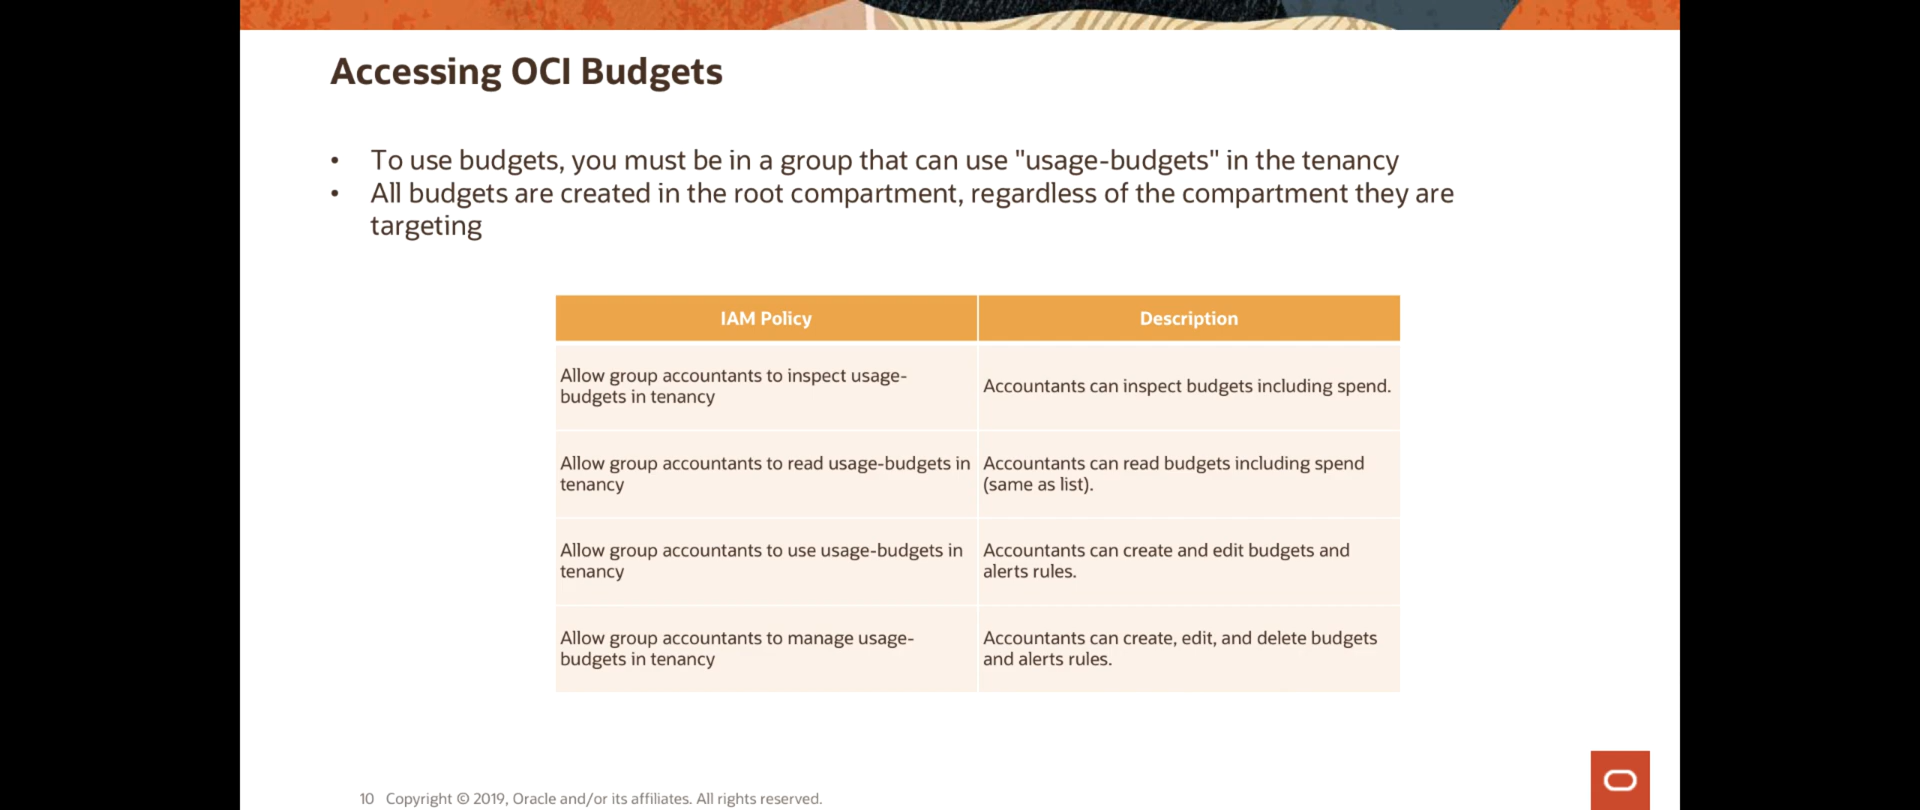 Accessing OCI Budgets
• To use budgets, you must be in a group that can use "usage-budgets" in the tenancy
• All budgets are created in the root compartment, regardless of the compartment they are
targeting
IAM Policy
Description
Allow group accountants to inspect usage-
budgets in tenancy
Accountants can inspect budgets including spend.
Allow group accountants to read usage-budgets in
tenancy
Accountants can read budgets including spend
(same as list).
Allow group accountants to use usage-budgets in
tenancy
Accountants can create and edit budgets and
alerts rules.
Allow group accountants to manage usage-
budgets in tenancy
Accountants can create, edit, and delete budgets
and alerts rules.
10 Copyright © 2019, Oracle and/or its affiliates. All rights reserved.